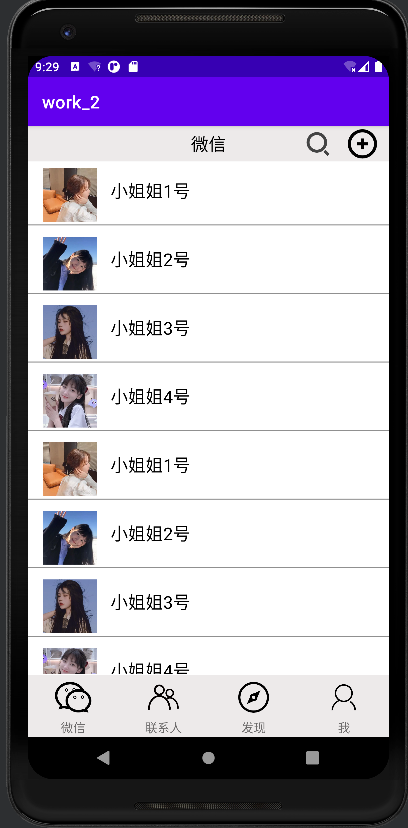 9:29
work_2
微信
小姐姐1号
小姐姐2号
小姐姐3号
小姐姐4号
小姐姐1号
小姐姐2号
小姐姐3号
小姐姐4号
微信 联系人 发现 我